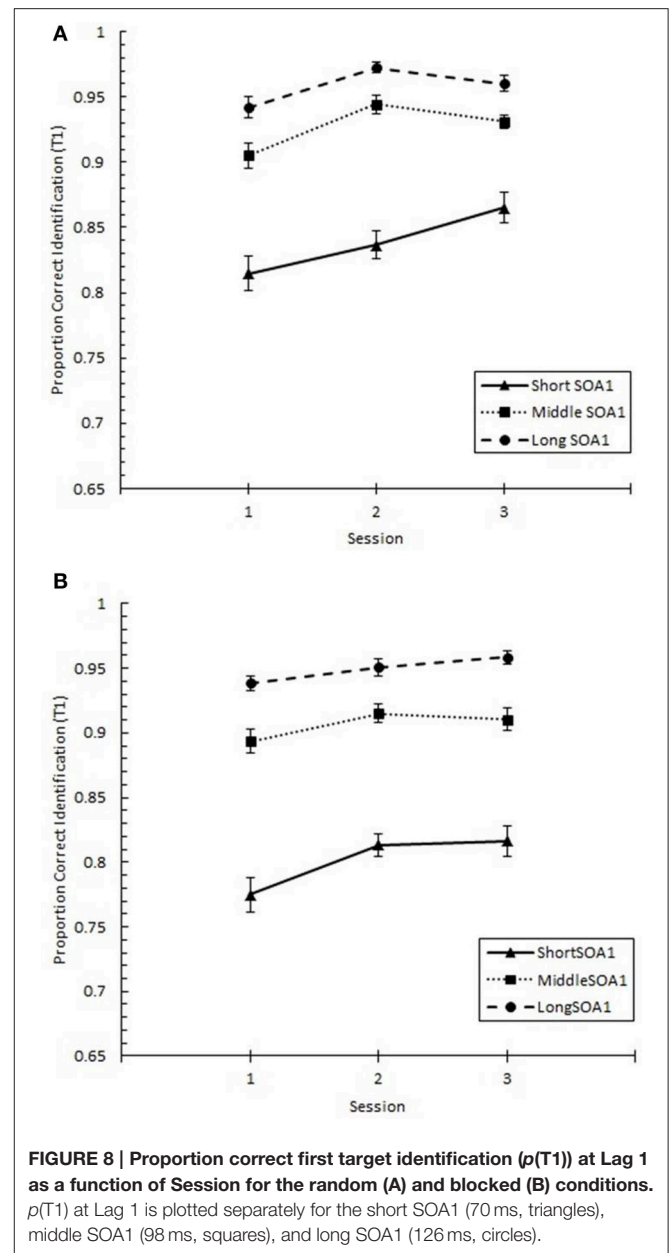 A
1
0.95
0.9
0.85
0.8
0.75
0.7
0.65
Proportion Correct Identification (T1)
Short SOA1
Middle SOA1
Long SOA1
1 2 3
Session
B
1
0.95
0.9
0.85
0.8
0.75
0.7
0.65
Proportion Correct Identification (T1)
ShortSOA1
MiddleSOA1
LongSOA1
1 2 3
Session
FIGURE 8 | Proportion correct first target identification (p(T1)) at Lag 1
as a function of Session for the random (A) and blocked (B) conditions.
p(T1) at Lag 1 is plotted separately for the short SOA1 (70 ms, triangles),
middle SOA1 (98 ms, squares), and long SOA1 (126 ms, circles).